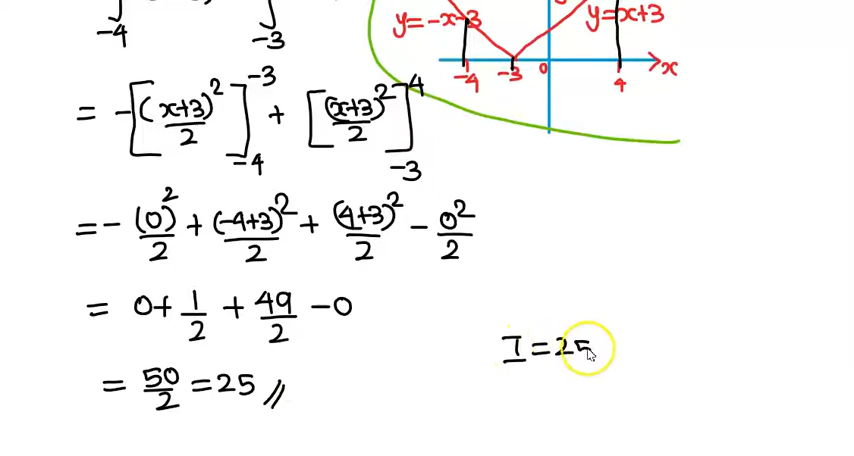 ∫₋₄ ∫₋₃
y=-x-3 y=x+3
-4 -3 0 4 x
= -[(x+3)²/2]₋₄⁻³ + [(x+3)²/2]₋₃⁴
= -(0)²/2 + (-4+3)²/2 + (4+3)²/2 - 0²/2
= 0+1/2 + 49/2 -0
I=25
= 50/2 =25 //